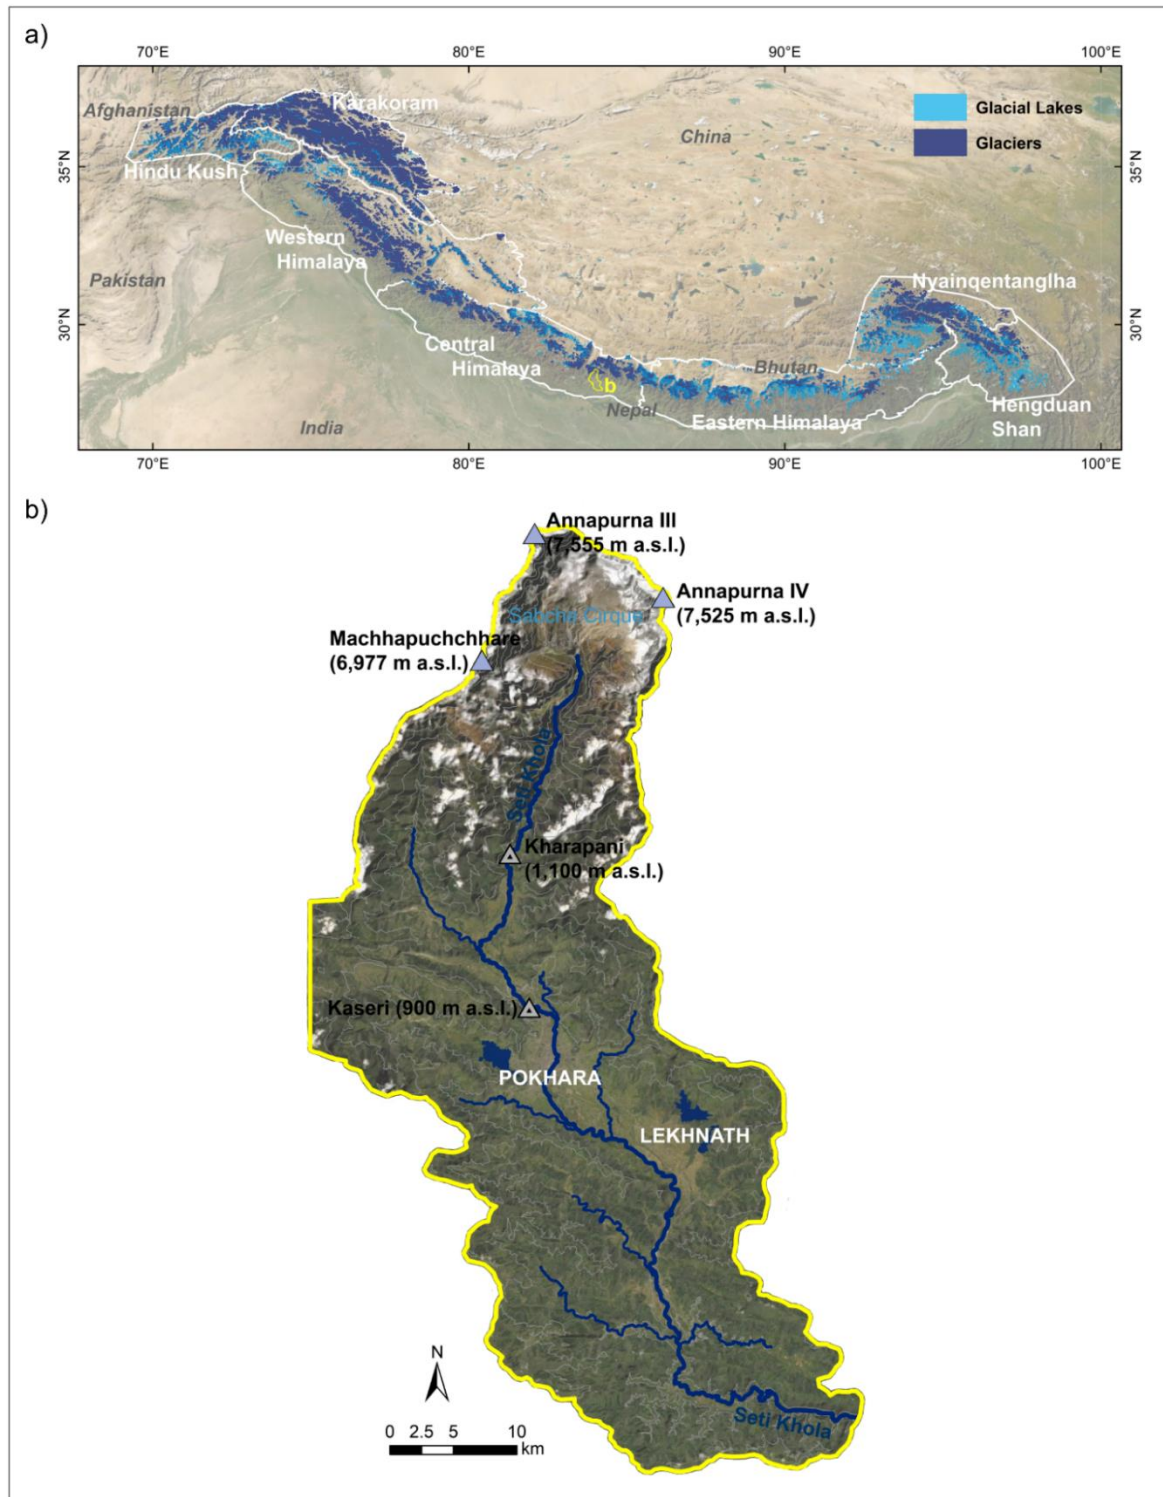 a)
70°E 80°E 90°E 100°E
Afghanistan
Karakoram
China
Glacial Lakes
Glaciers
35°N
35°N
Hindu Kush
Western
Himalaya
Pakistan
Nyainqentanglha
30°N
30°N
Central
Himalaya
Bhutan
b
Nepal
Eastern Himalaya
Hengduan
Shan
India
70°E 80°E 90°E 100°E
b)
Annapurna III
(7,555 m a.s.l.)
Annapurna IV
(7,525 m a.s.l.)
Sabche Cirque
Machhapuchchhare
(6,977 m a.s.l.)
Seti Khola
Kharapani
(1,100 m a.s.l.)
Kaseri (900 m a.s.l.)
POKHARA
LEKHNATH
N
0 2.5 5 10
km
Seti Khola